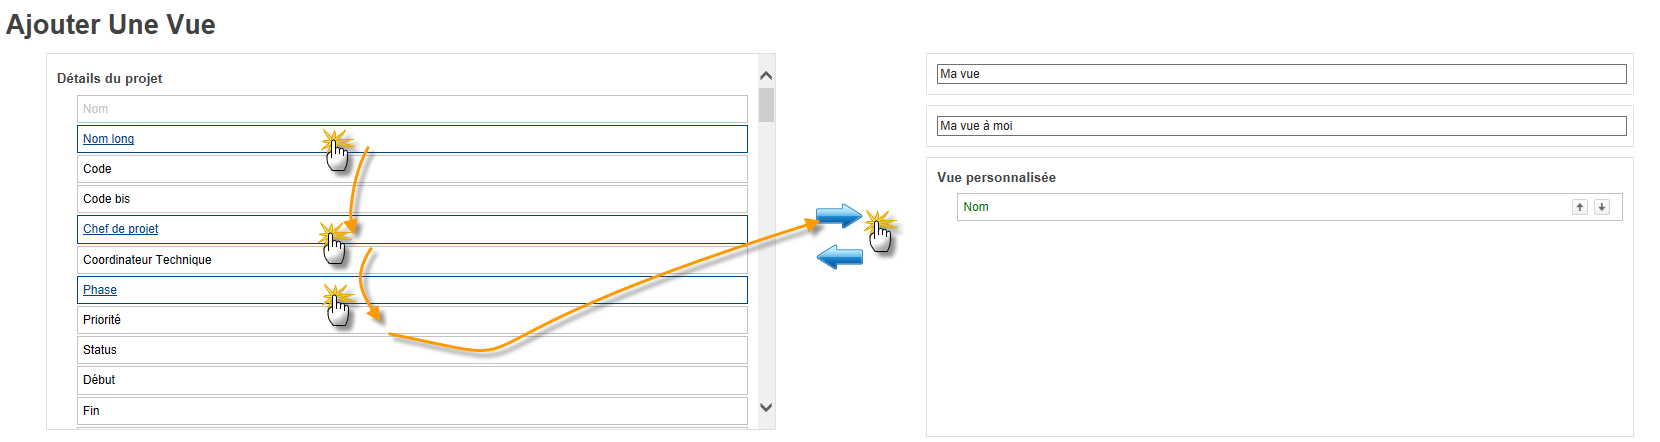 Ajouter Une Vue
Détails du projet
Nom
Nom long
Code
Code bis
Chef de projet
Coordinateur Technique
Phase
Priorité
Status
Début
Fin
Ma vue
Ma vue à moi
Vue personnalisée
Nom